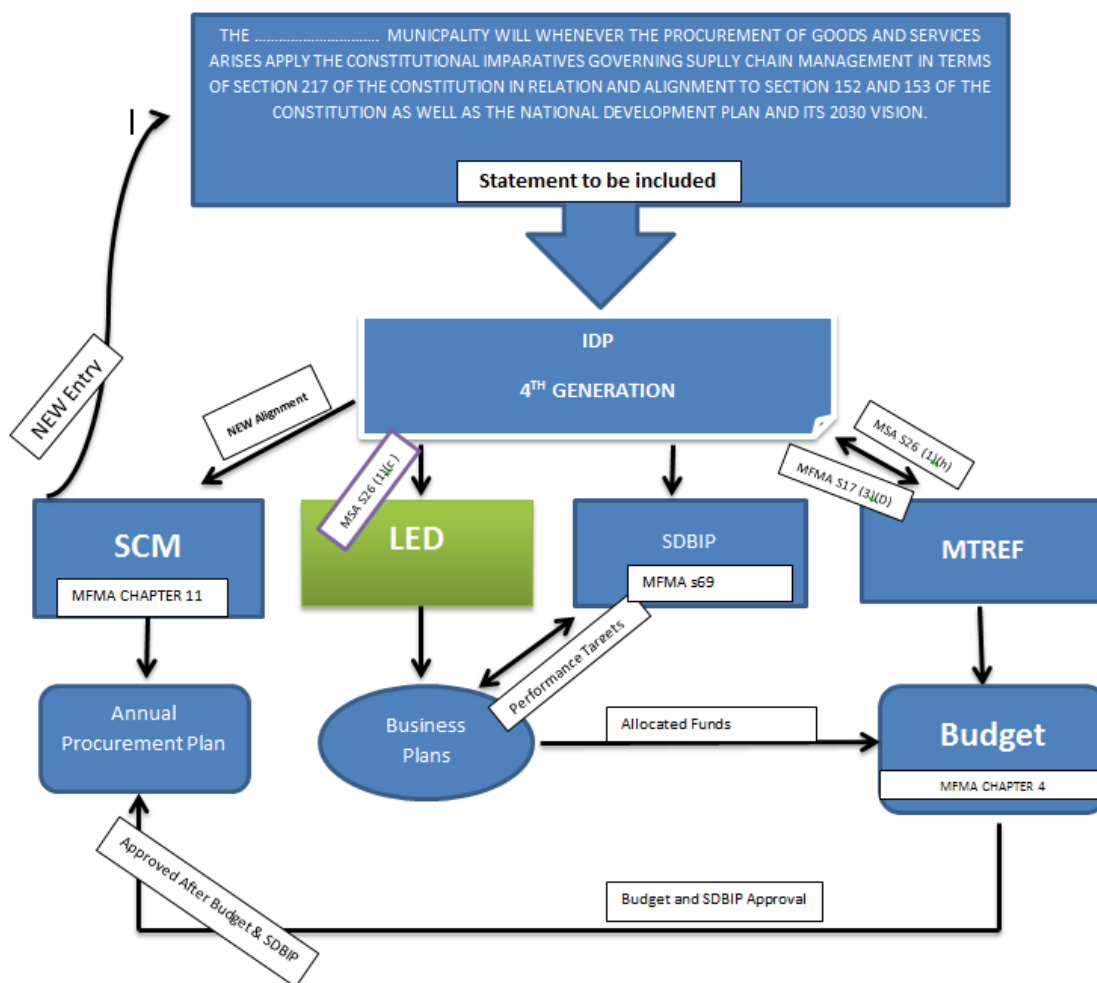 THE ................................ MUNICPALITY WILL WHENEVER THE PROCUREMENT OF GOODS AND SERVICES
ARISES APPLY THE CONSTITUTIONAL IMPARATIVES GOVERNING SUPLLY CHAIN MANAGEMENT IN TERMS
OF SECTION 217 OF THE CONSTITUTION IN RELATION AND ALIGNMENT TO SECTION 152 AND 153 OF THE
CONSTITUTION AS WELL AS THE NATIONAL DEVELOPMENT PLAN AND ITS 2030 VISION.
Statement to be included
IDP
4TH GENERATION
NEW Entry
NEW Alignment
MSA S26 (1)(c)
MSA S26 (1)(h)
MFMA S17 (3)(D)
SCM
MFMA CHAPTER 11
LED
SDBIP
MFMA s69
MTREF
Performance Targets
Annual
Procurement Plan
Business
Plans
Allocated Funds
Budget
MFMA CHAPTER 4
Approved After Budget & SDBIP
Budget and SDBIP Approval